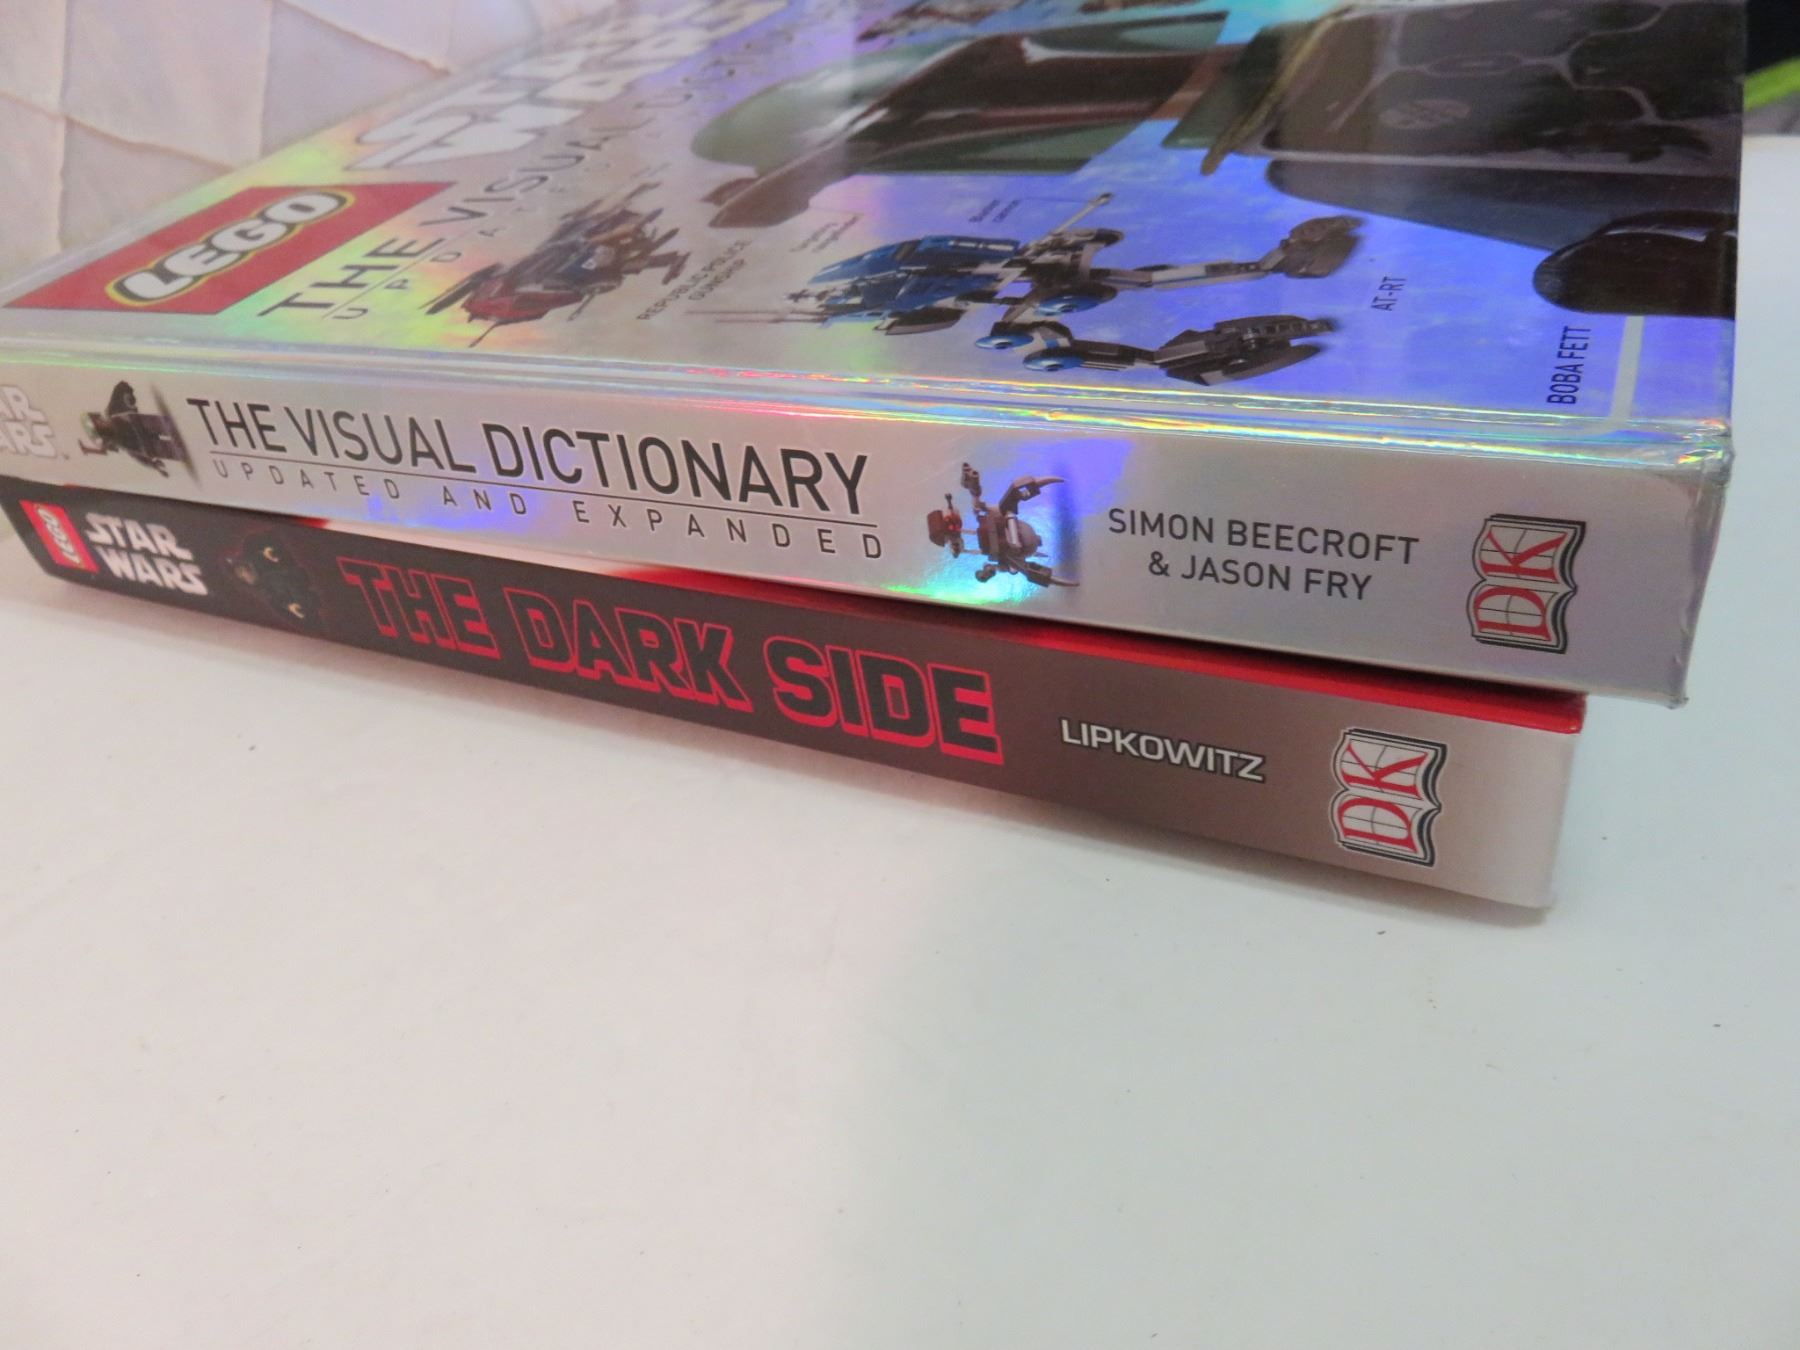 STAR
WARS
LEGO
THE VISUAL
REPUBLIC POLICE
GUNSHIP
AT-RT
BOBA FETT
THE VISUAL DICTIONARY
UPDATED AND EXPANDED
SIMON BEECROFT
& JASON FRY
DK
LEGO
STAR
WARS
THE DARK SIDE
LIPKOWITZ
DK